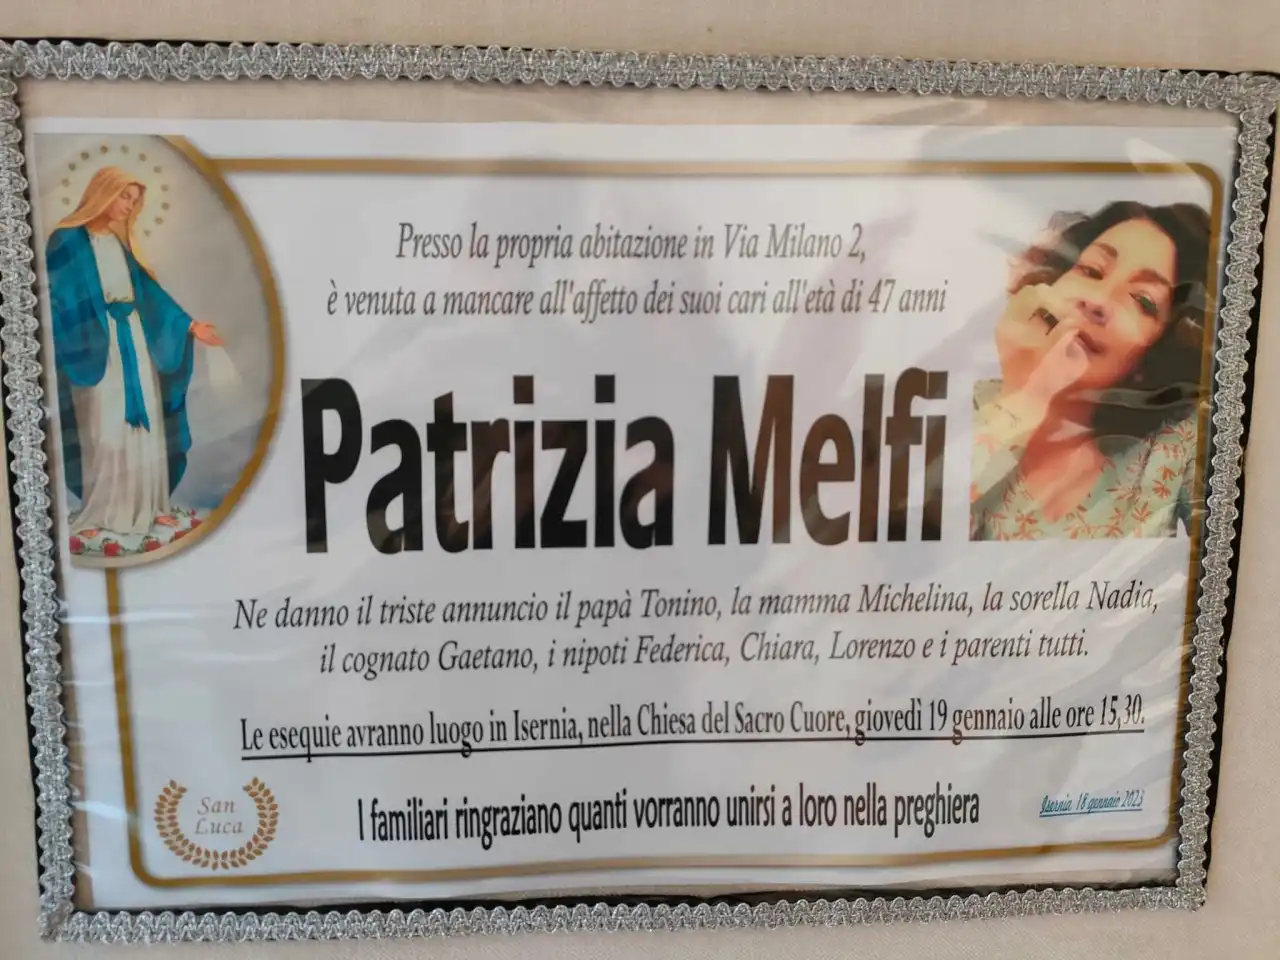 Presso la propria abitazione in Via Milano 2,
è venuta a mancare all'affetto dei suoi cari all'età di 47 anni
Patrizia Melfi
Ne danno il triste annuncio il papà Tonino, la mamma Michelina, la sorella Nadia,
il cognato Gaetano, i nipoti Federica, Chiara, Lorenzo e i parenti tutti.
Le esequie avranno luogo in Isernia, nella Chiesa del Sacro Cuore, giovedì 19 gennaio alle ore 15,30.
I familiari ringraziano quanti vorranno unirsi a loro nella preghiera
San
Luca
Isernia 18 gennaio 2023